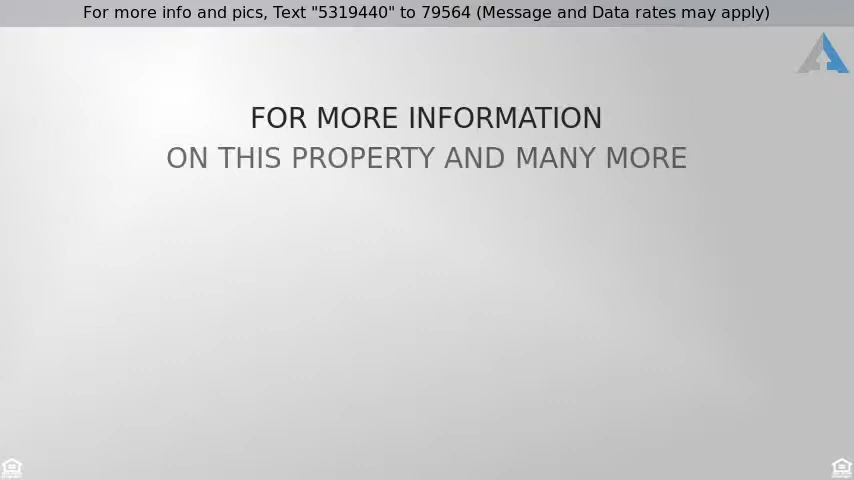 For more info and pics, Text "5319440" to 79564 (Message and Data rates may apply)
FOR MORE INFORMATION
ON THIS PROPERTY AND MANY MORE